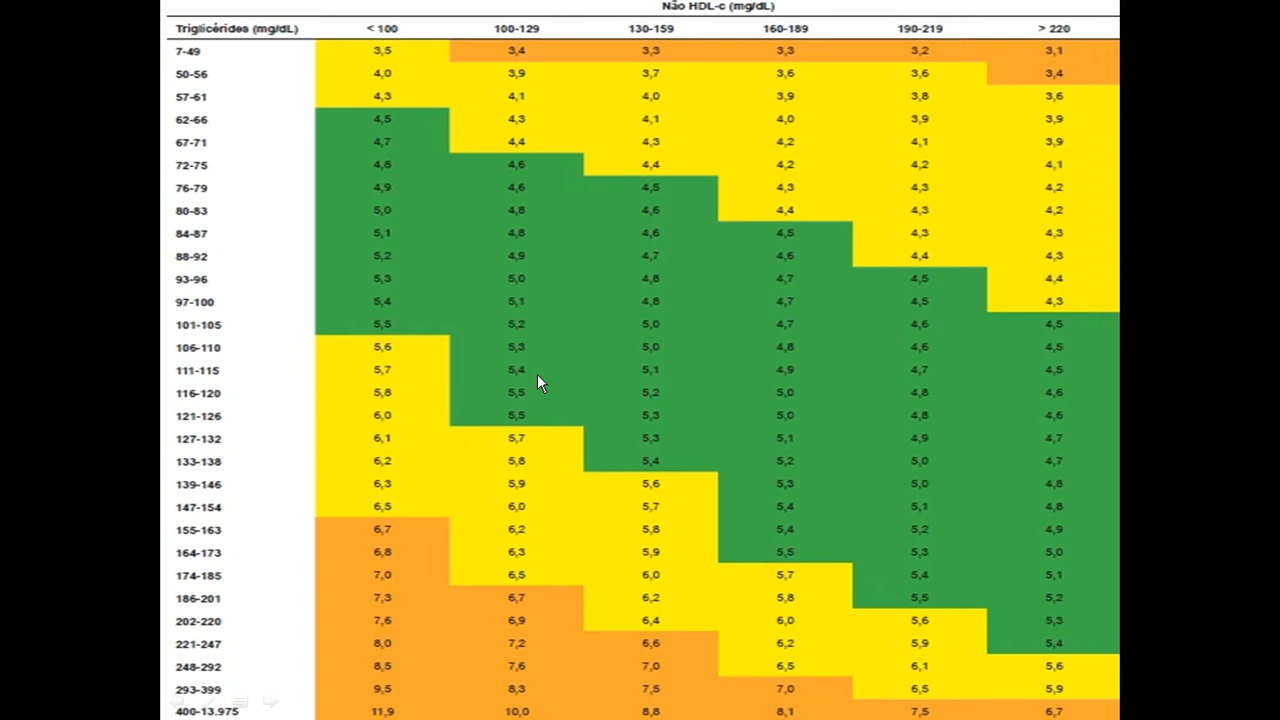 Não HDL-c (mg/dL)
Triglicérides (mg/dL) < 100 100-129 130-159 160-189 190-219 > 220
7-49 3,5 3,4 3,3 3,3 3,2 3,1
50-56 4,0 3,9 3,7 3,6 3,6 3,4
57-61 4,3 4,1 4,0 3,9 3,8 3,6
62-66 4,5 4,3 4,1 4,0 3,9 3,9
67-71 4,7 4,4 4,3 4,2 4,1 3,9
72-75 4,8 4,6 4,4 4,2 4,2 4,1
76-79 4,9 4,6 4,5 4,3 4,3 4,2
80-83 5,0 4,8 4,6 4,4 4,3 4,2
84-87 5,1 4,8 4,6 4,5 4,3 4,3
88-92 5,2 4,9 4,7 4,6 4,4 4,3
93-96 5,3 5,0 4,8 4,7 4,5 4,4
97-100 5,4 5,1 4,8 4,7 4,5 4,3
101-105 5,5 5,2 5,0 4,7 4,6 4,5
106-110 5,6 5,3 5,0 4,8 4,6 4,5
111-115 5,7 5,4 5,1 4,9 4,7 4,5
116-120 5,8 5,5 5,2 5,0 4,8 4,6
121-126 6,0 5,5 5,3 5,0 4,8 4,6
127-132 6,1 5,7 5,3 5,1 4,9 4,7
133-138 6,2 5,8 5,4 5,2 5,0 4,7
139-146 6,3 5,9 5,6 5,3 5,0 4,8
147-154 6,5 6,0 5,7 5,4 5,1 4,8
155-163 6,7 6,2 5,8 5,4 5,2 4,9
164-173 6,8 6,3 5,9 5,5 5,3 5,0
174-185 7,0 6,5 6,0 5,7 5,4 5,1
186-201 7,3 6,7 6,2 5,8 5,5 5,2
202-220 7,6 6,9 6,4 6,0 5,6 5,3
221-247 8,0 7,2 6,6 6,2 5,9 5,4
248-292 8,5 7,6 7,0 6,5 6,1 5,6
293-399 9,5 8,3 7,5 7,0 6,5 5,9
400-13.975 11,9 10,0 8,8 8,1 7,5 6,7